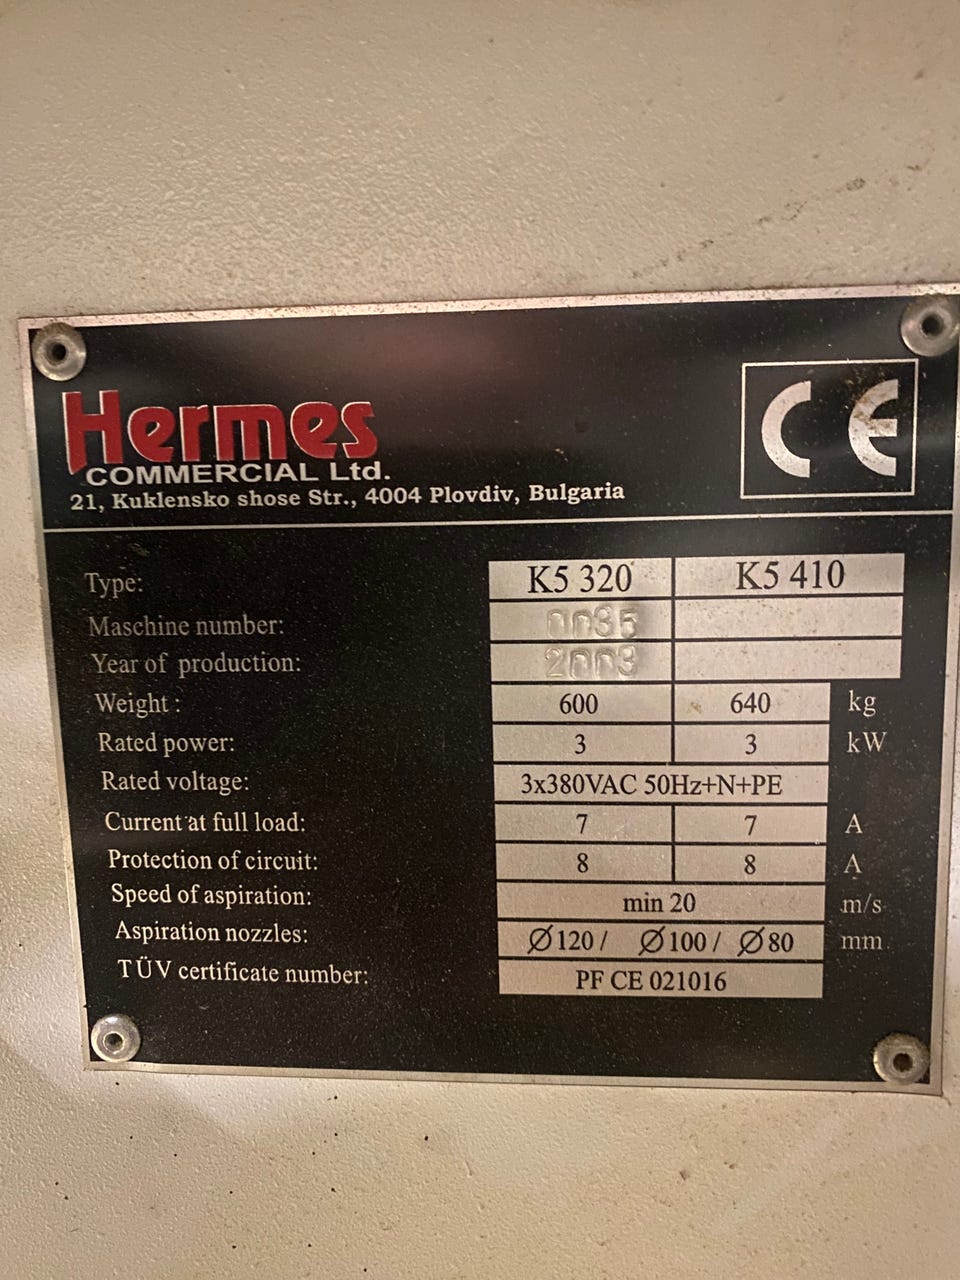 Hermes
COMMERCIAL Ltd.
21, Kuklensko shose Str., 4004 Plovdiv, Bulgaria
CE
Type: K5 320 K5 410
Maschine number: 0035
Year of production: 2003
Weight : 600 640 kg
Rated power: 3 3 kW
Rated voltage: 3x380VAC 50Hz+N+PE
Current at full load: 7 7 A
Protection of circuit: 8 8 A
Speed of aspiration: min 20 m/s
Aspiration nozzles: Ø120 / Ø100 / Ø80 mm
TÜV certificate number: PF CE 021016